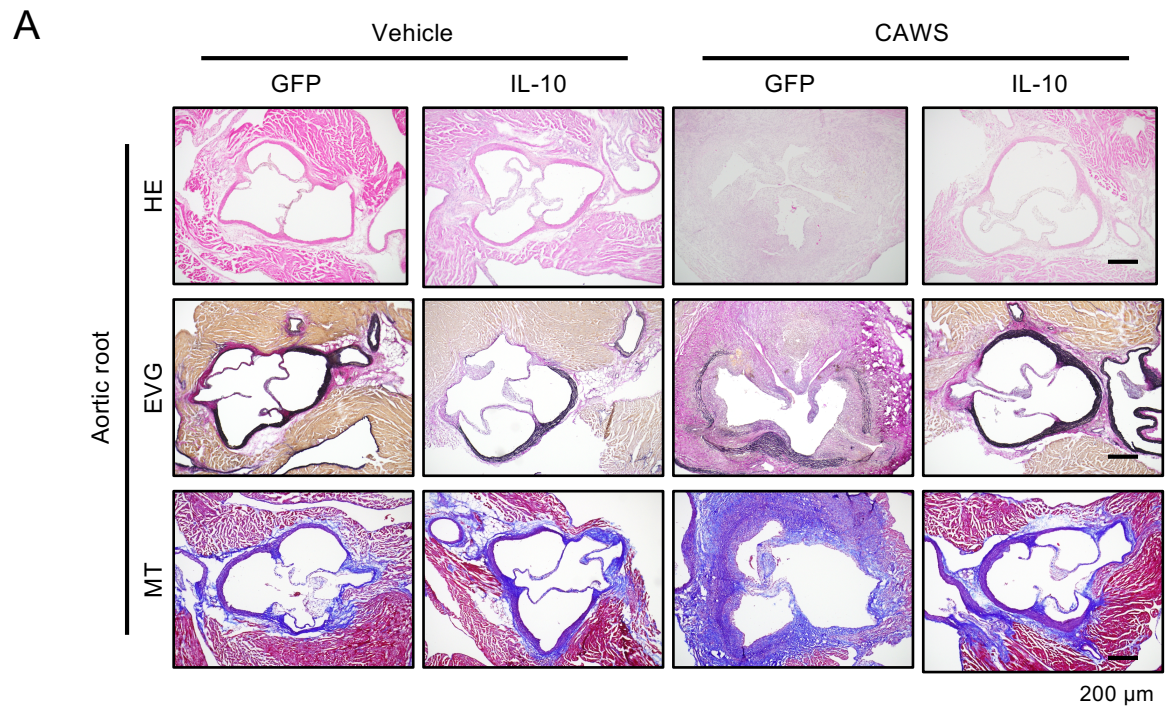 A
Vehicle CAWS
GFP IL-10 GFP IL-10
Aortic root
HE
EVG
MT
200 µm